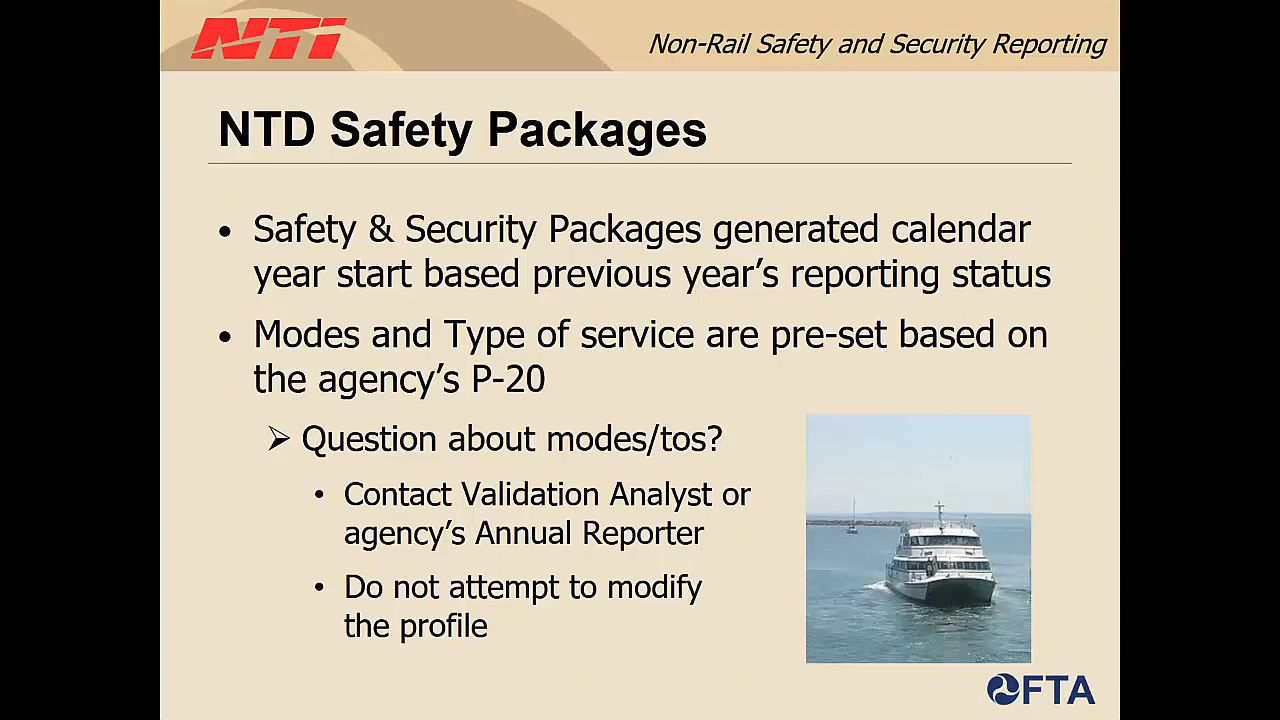 NTI
Non-Rail Safety and Security Reporting
NTD Safety Packages
• Safety & Security Packages generated calendar
year start based previous year’s reporting status
• Modes and Type of service are pre-set based on
the agency’s P-20
➢ Question about modes/tos?
• Contact Validation Analyst or
agency’s Annual Reporter
• Do not attempt to modify
the profile
FTA